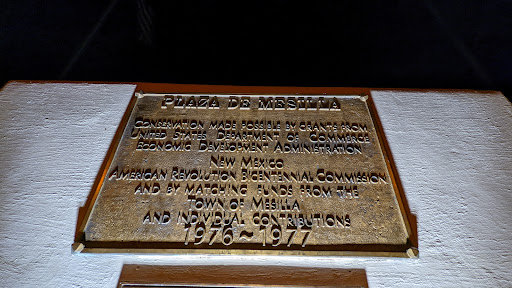 PLAZA DE MESILLA
CONSERVATION MADE POSSIBLE BY GRANTS FROM
UNITED STATES DEPARTMENT OF COMMERCE
ECONOMIC DEVELOPMENT ADMINISTRATION
NEW MEXICO
AMERICAN REVOLUTION BICENTENNIAL COMMISSION
AND BY MATCHING FUNDS FROM THE
TOWN OF MESILLA
AND INDIVIDUAL CONTRIBUTIONS
1976~1977